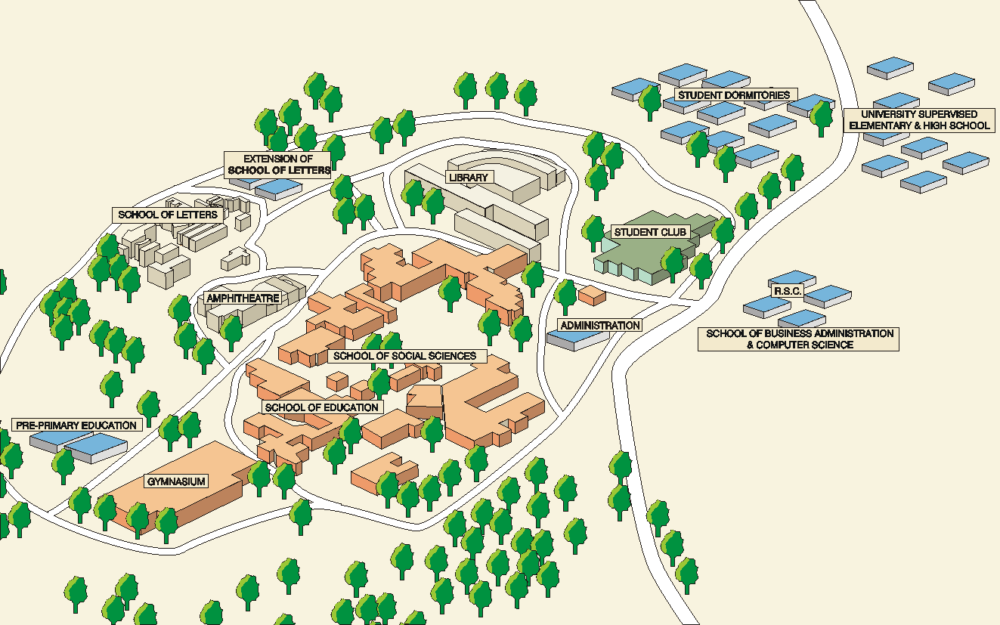 STUDENT DORMITORIES
UNIVERSITY SUPERVISED
ELEMENTARY & HIGH SCHOOL
EXTENSION OF
SCHOOL OF LETTERS
LIBRARY
SCHOOL OF LETTERS
STUDENT CLUB
R.S.C.
AMPHITHEATRE
ADMINISTRATION
SCHOOL OF BUSINESS ADMINISTRATION
& COMPUTER SCIENCE
SCHOOL OF SOCIAL SCIENCES
SCHOOL OF EDUCATION
PRE-PRIMARY EDUCATION
GYMNASIUM